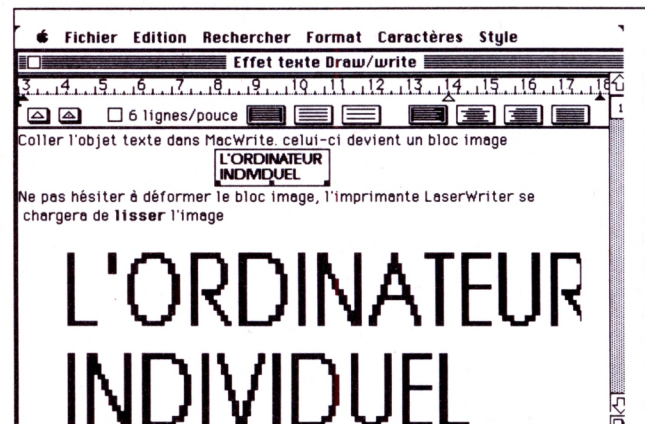 Fichier Edition Rechercher Format Caractères Style
Effet texte Draw/write
3 4 5 6 7 8 9 10 11 12 13 14 15 16 17 18
6 lignes/pouce
1
Coller l'objet texte dans MacWrite. celui-ci devient un bloc image
L'ORDINATEUR
INDIVIDUEL
Ne pas hésiter à déformer le bloc image, l'imprimante LaserWriter se
chargera de lisser l'image
L'ORDINATEUR
INDIVIDUEL